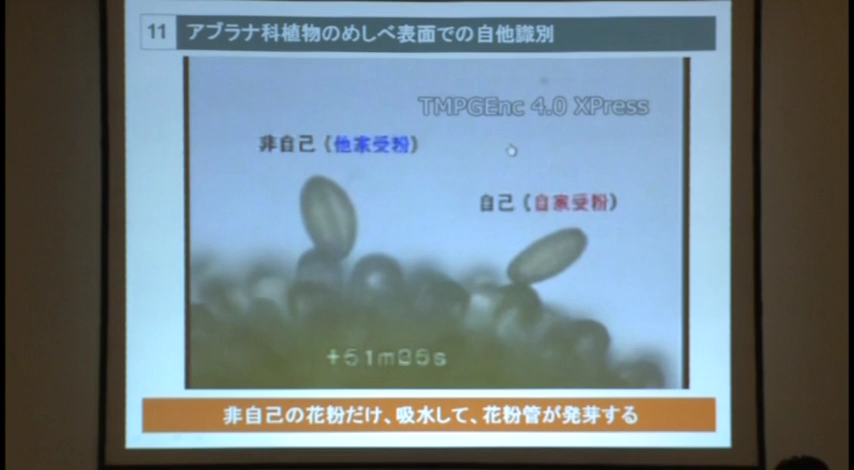 11 アブラナ科植物のめしべ表面での自他識別
TMPGEnc 4.0 XPress
非自己（他家受粉）
自己（自家受粉）
+51m26s
非自己の花粉だけ、吸水して、花粉管が発芽する